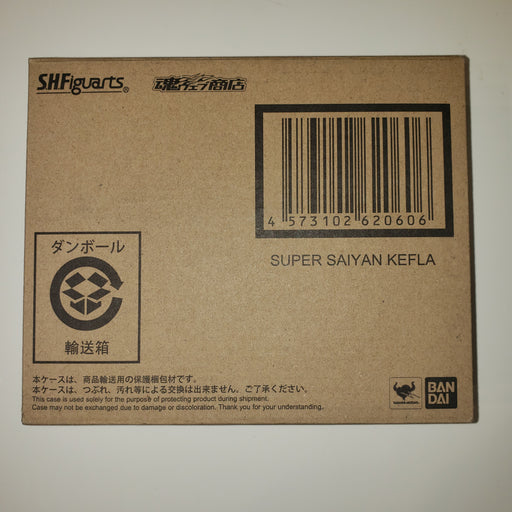 S.H.Figuarts®
魂ウェブ商店
4 573102 620606
SUPER SAIYAN KEFLA
ダンボール
輸送箱
本ケースは、商品輸送用の保護梱包材です。
本ケースは、つぶれ、汚れ等による交換は出来ません、ご了承ください。
This case is used solely for the purpose of protecting product during shipment.
Case may not be exchanged due to damage or discoloration. Thank you for your understanding.
BAN
DAI